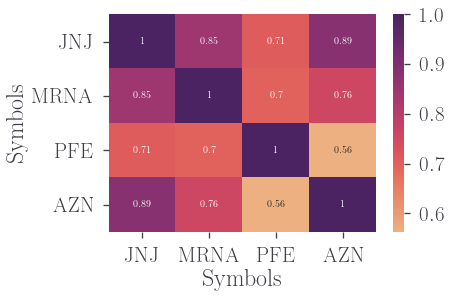 Symbols
JNJ 1 0.85 0.71 0.89
MRNA 0.85 1 0.7 0.76
PFE 0.71 0.7 1 0.56
AZN 0.89 0.76 0.56 1
JNJ MRNA PFE AZN
Symbols
1.0
0.9
0.8
0.7
0.6